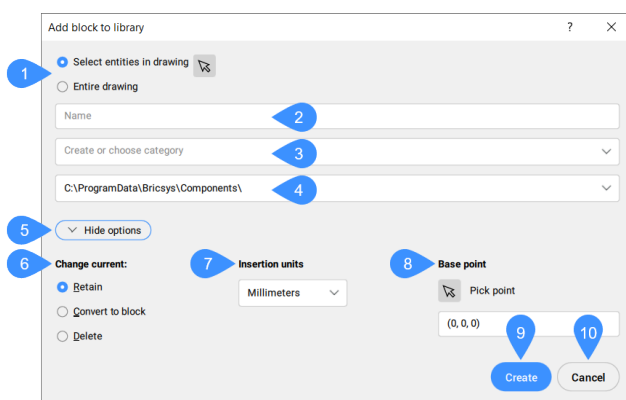 Add block to library ? ×
1 Select entities in drawing
Entire drawing
Name 2
Create or choose category 3
C:\ProgramData\Bricsys\Components\ 4
5 Hide options
6 Change current: 7 Insertion units 8 Base point
Retain Millimeters Pick point
Convert to block (0, 0, 0)
Delete 9 10
Create Cancel